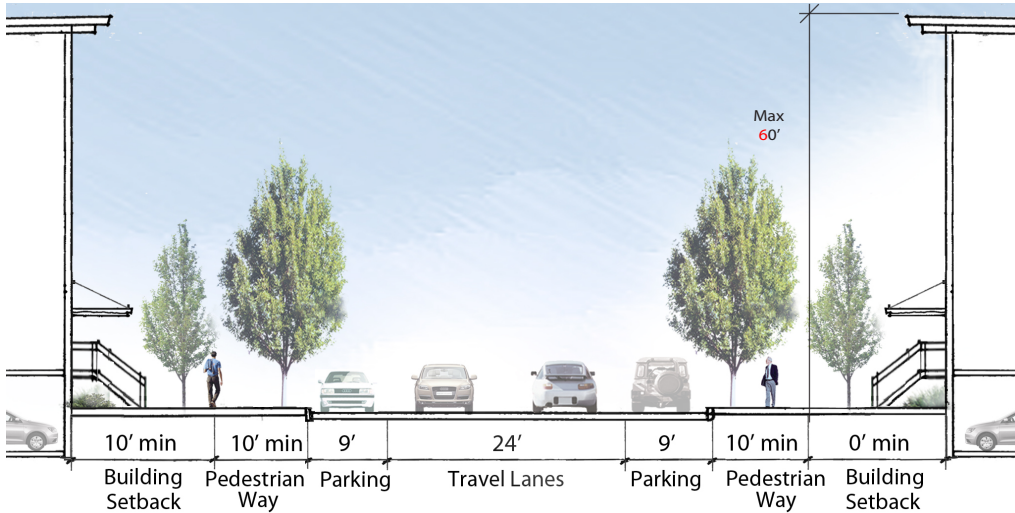 Max
60’
10’ min
10’ min
9’
24’
9’
10’ min
0’ min
Building
Setback
Pedestrian
Way
Parking
Travel Lanes
Parking
Pedestrian
Way
Building
Setback